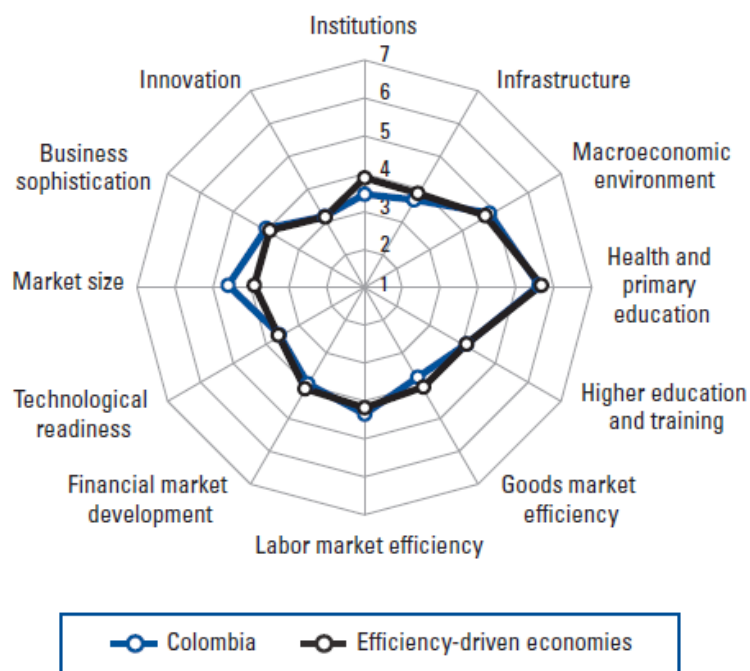 Institutions
7
6
5
4
3
2
1
Infrastructure
Macroeconomic
environment
Health and
primary
education
Higher education
and training
Goods market
efficiency
Labor market efficiency
Financial market
development
Technological
readiness
Market size
Business
sophistication
Innovation
Colombia
Efficiency-driven economies